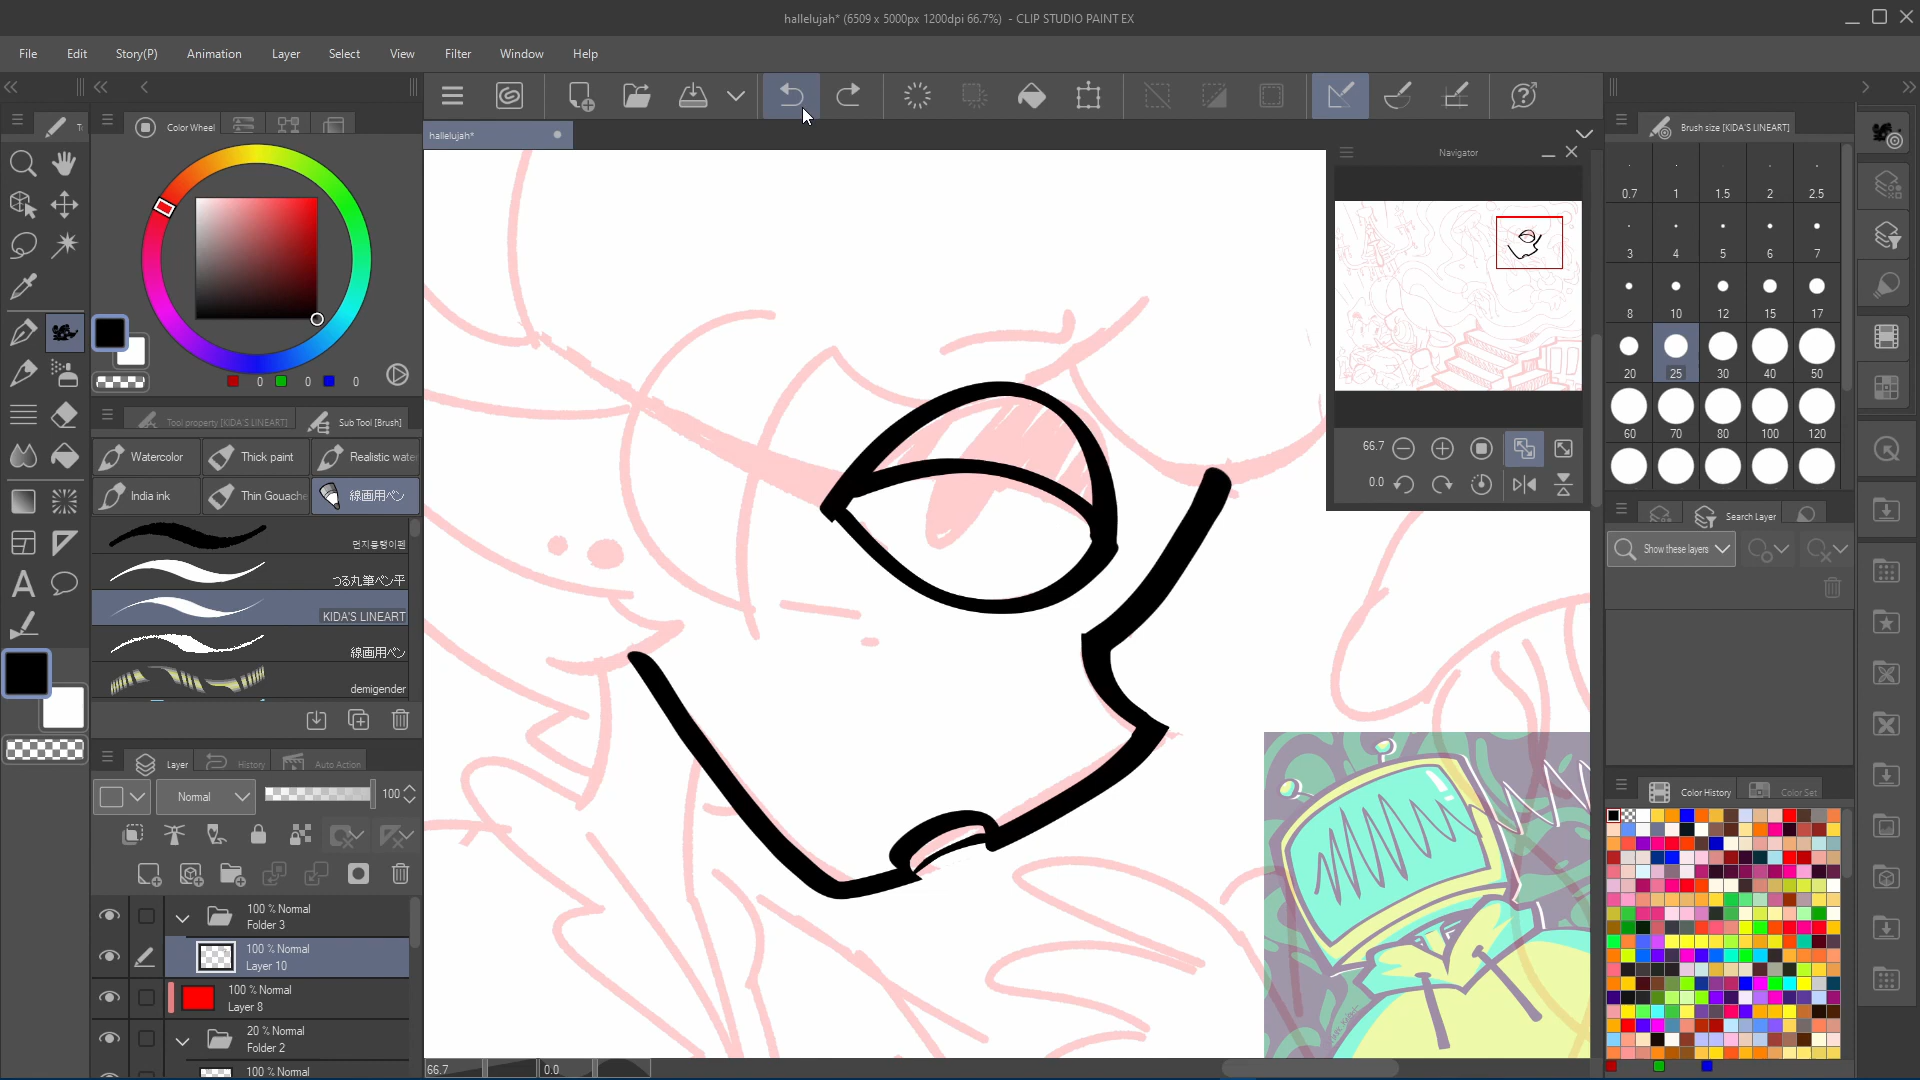 hallelujah* (6509 x 5000px 1200dpi 66.7%) - CLIP STUDIO PAINT EX
File Edit Story(P) Animation Layer Select View Filter Window Help
Color Wheel
hallelujah*
Navigator
Brush size [KIDA'S LINEART]
0.7 1 1.5 2 2.5
3 4 5 6 7
8 10 12 15 17
20 25 30 40 50
60 70 80 100 120
66.7
0.0
0 0 0
Tool property [KIDA'S LINEART] Sub Tool [Brush]
Watercolor Thick paint Realistic wate
India ink Thin Gouache 線画用ペン
먼지뭉탱이펜
つる丸筆ペン平
KIDA'S LINEART
線画用ペン
demigender
Search Layer
Show these layers
Layer History Auto Action
Normal 100
100 % Normal
Folder 3
100 % Normal
Layer 10
100 % Normal
Layer 8
20 % Normal
Folder 2
100 % Normal
Color History Color Set
66.7 0.0